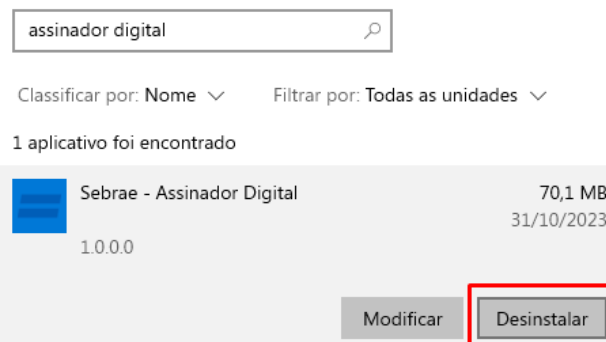 assinador digital
Classificar por: Nome Filtrar por: Todas as unidades
1 aplicativo foi encontrado
Sebrae - Assinador Digital 70,1 MB
31/10/2023
1.0.0.0
Modificar Desinstalar